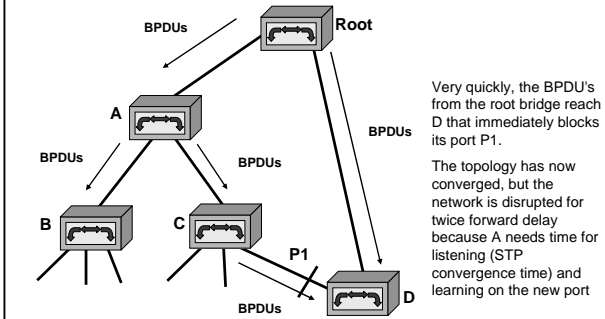 BPDUs
Root
A
BPDUs
BPDUs
BPDUs
B
C
P1
D
BPDUs
Very quickly, the BPDU's
from the root bridge reach
D that immediately blocks
its port P1.
The topology has now
converged, but the
network is disrupted for
twice forward delay
because A needs time for
listening (STP
convergence time) and
learning on the new port
BPDUs